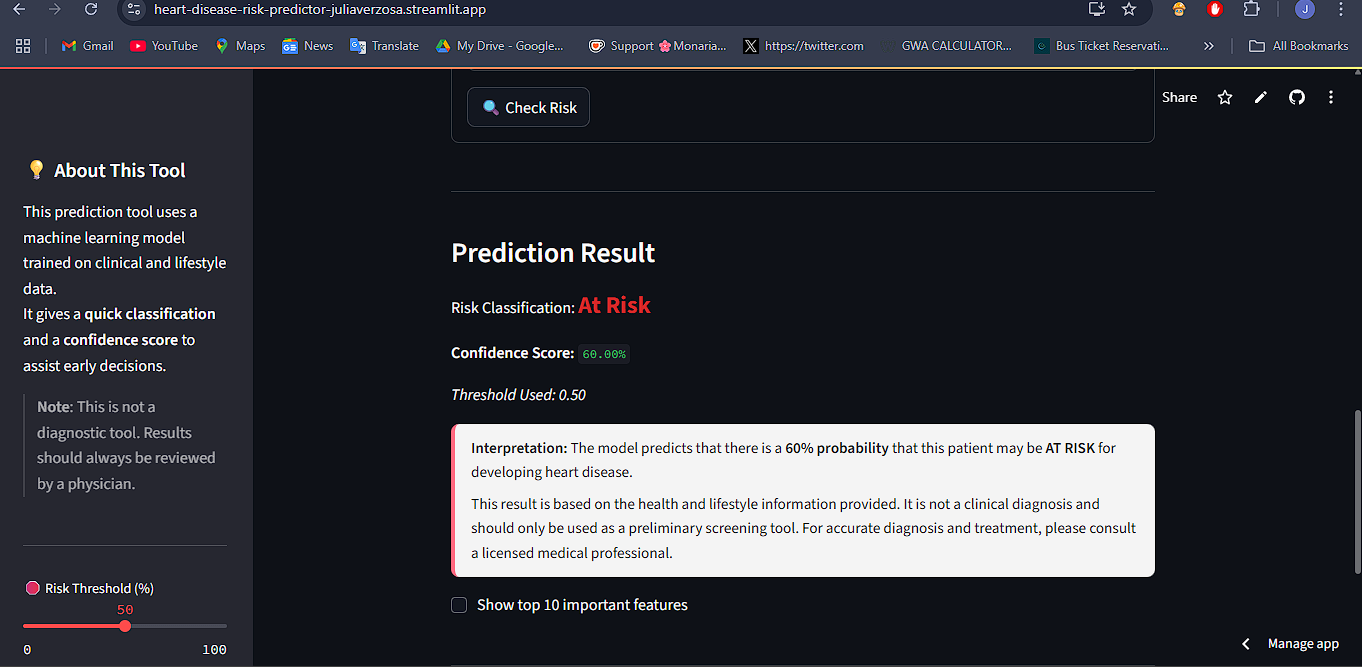 heart-disease-risk-predictor-juliaverzosa.streamlit.app
J
Gmail
YouTube
Maps
News
Translate
My Drive - Google...
Support 🌸Monaria...
https://twitter.com
GWA CALCULATOR...
Bus Ticket Reservati...
»
All Bookmarks
Share
🔍 Check Risk
💡 About This Tool
This prediction tool uses a
machine learning model
trained on clinical and lifestyle
data.
It gives a quick classification
and a confidence score to
assist early decisions.
Note: This is not a
diagnostic tool. Results
should always be reviewed
by a physician.
Risk Threshold (%)
50
0 100
Prediction Result
Risk Classification: At Risk
Confidence Score: 60.00%
Threshold Used: 0.50
Interpretation: The model predicts that there is a 60% probability that this patient may be AT RISK for
developing heart disease.
This result is based on the health and lifestyle information provided. It is not a clinical diagnosis and
should only be used as a preliminary screening tool. For accurate diagnosis and treatment, please consult
a licensed medical professional.
Show top 10 important features
Manage app